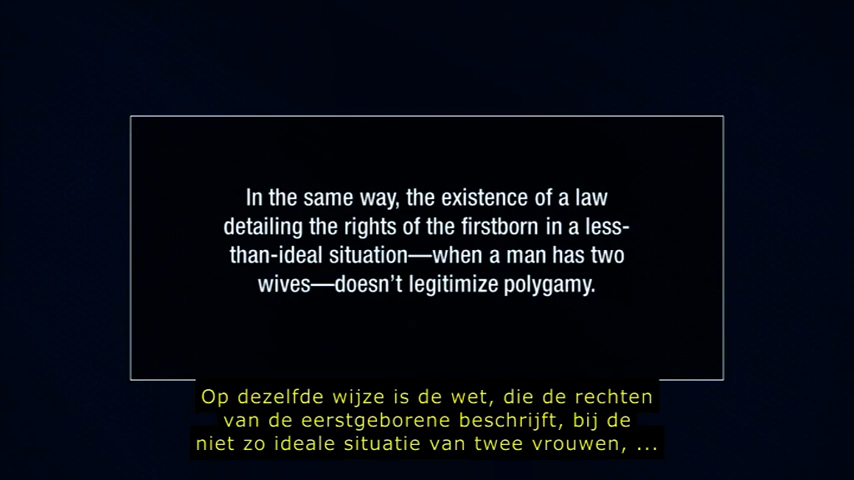 In the same way, the existence of a law
detailing the rights of the firstborn in a less-
than-ideal situation—when a man has two
wives—doesn’t legitimize polygamy.
Op dezelfde wijze is de wet, die de rechten
van de eerstgeborene beschrijft, bij de
niet zo ideale situatie van twee vrouwen, ...